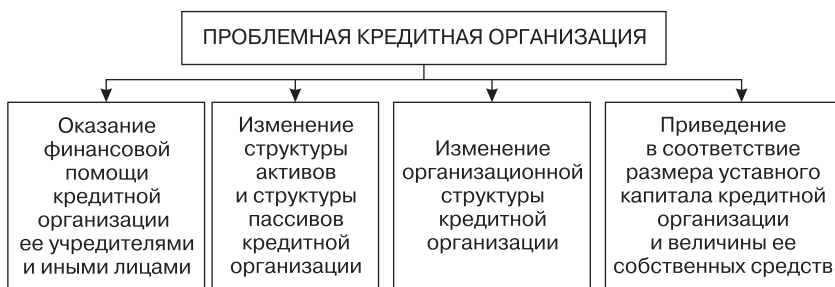 ПРОБЛЕМНАЯ КРЕДИТНАЯ ОРГАНИЗАЦИЯ
Оказание
финансовой
помощи
кредитной
организации
ее учредителями
и иными лицами
Изменение
структуры
активов
и структуры
пассивов
кредитной
организации
Изменение
организационной
структуры
кредитной
организации
Приведение
в соответствие
размера уставного
капитала кредитной
организации
и величины ее
собственных средств